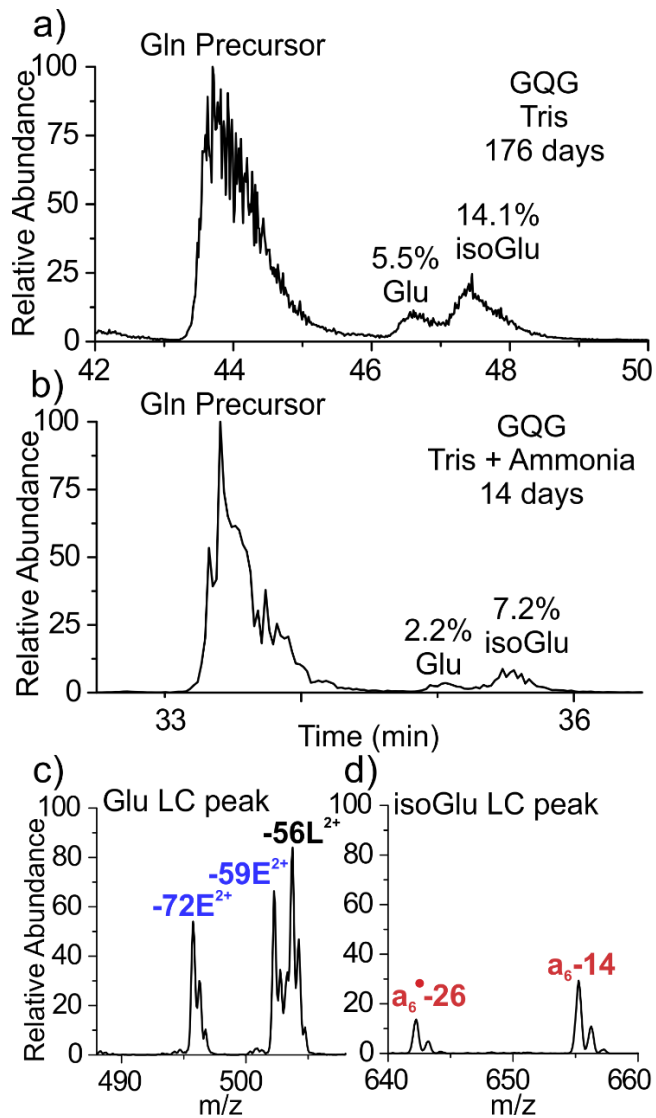 a)
Gln Precursor
GQG
Tris
176 days
14.1%
isoGlu
5.5%
Glu
Relative Abundance
100
75
50
25
0
42 44 46 48 50
b)
Gln Precursor
GQG
Tris + Ammonia
14 days
7.2%
isoGlu
2.2%
Glu
Relative Abundance
100
75
50
25
0
33 36
Time (min)
c)
Glu LC peak
-56L²⁺
-59E²⁺
-72E²⁺
Relative Abundance
100
80
60
40
20
0
490 500
m/z
d)
isoGlu LC peak
a₆•-26
a₆-14
100
80
60
40
20
0
640 650 660
m/z